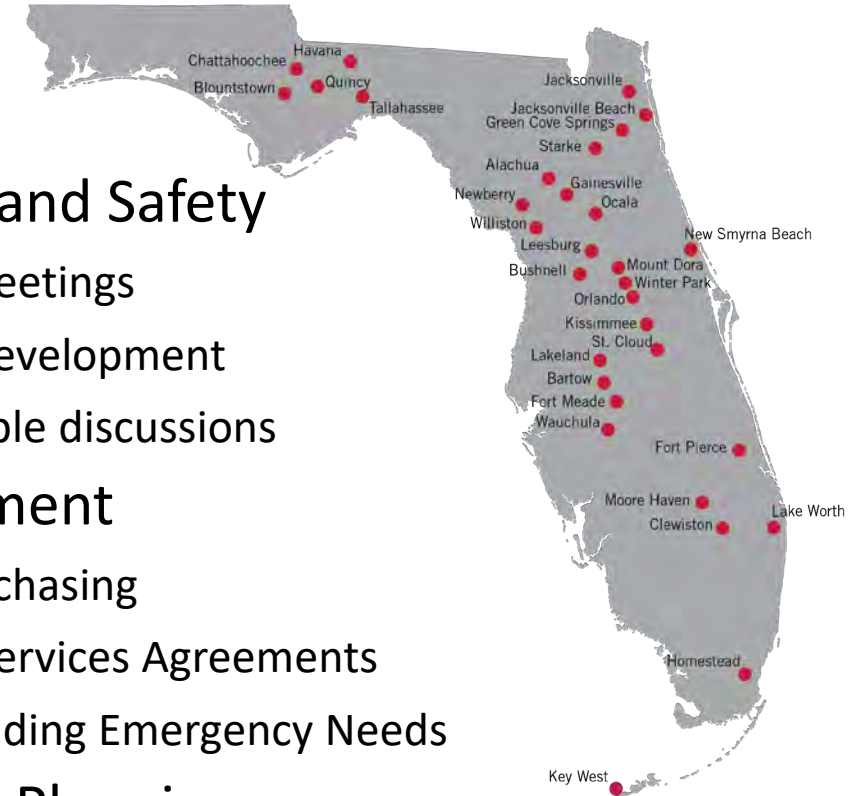 and Safety
eetings
evelopment
ble discussions
ment
chasing
ervices Agreements
ding Emergency Needs
Havana
Chattahoochee
Quincy
Blountstown
Tallahassee
Jacksonville
Jacksonville Beach
Green Cove Springs
Starke
Alachua
Gainesville
Newberry
Ocala
Williston
New Smyrna Beach
Leesburg
Mount Dora
Bushnell
Winter Park
Orlando
Kissimmee
St. Cloud
Lakeland
Bartow
Fort Meade
Wauchula
Fort Pierce
Moore Haven
Lake Worth
Clewiston
Homestead
Key West